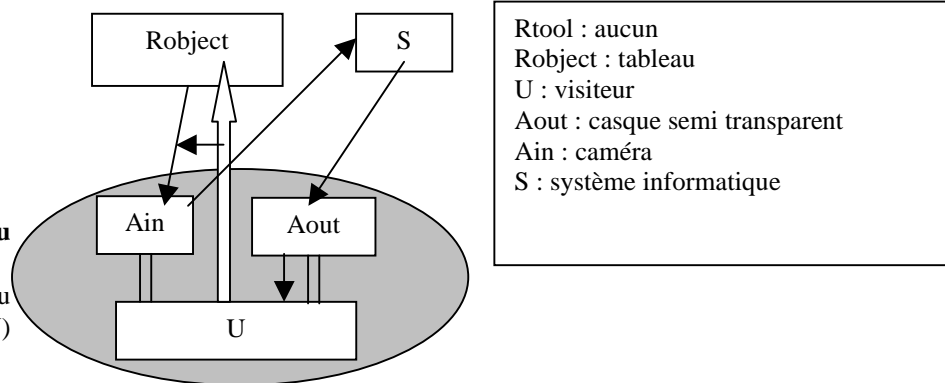 Robject
S
Ain
Aout
U
u
u
)
Rtool : aucun
Robject : tableau
U : visiteur
Aout : casque semi transparent
Ain : caméra
S : système informatique